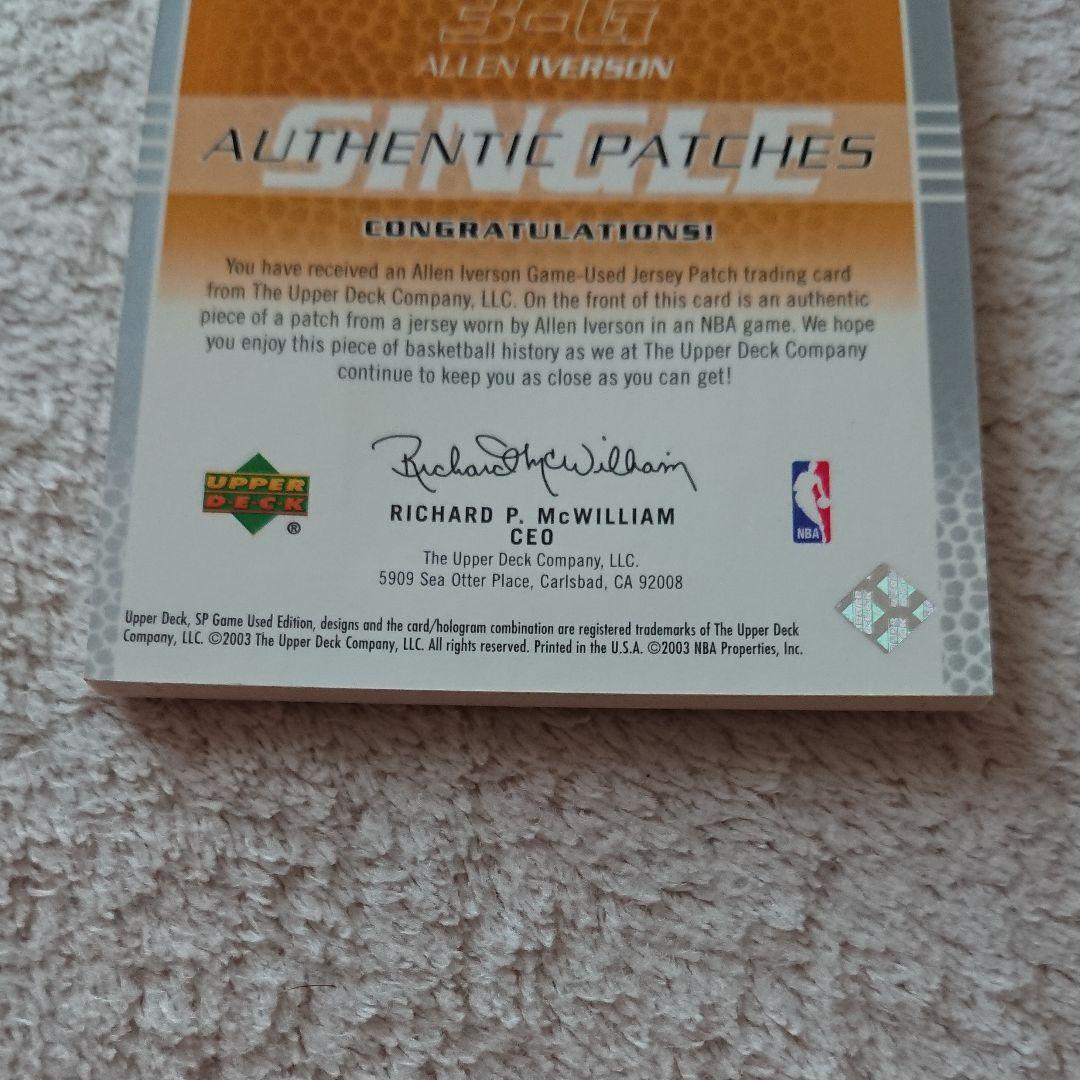 3-G
ALLEN IVERSON
SINGLE
AUTHENTIC PATCHES
CONGRATULATIONS!
You have received an Allen Iverson Game-Used Jersey Patch trading card
from The Upper Deck Company, LLC. On the front of this card is an authentic
piece of a patch from a jersey worn by Allen Iverson in an NBA game. We hope
you enjoy this piece of basketball history as we at The Upper Deck Company
continue to keep you as close as you can get!
Richard P. McWilliam
UPPER
DECK
®
RICHARD P. McWILLIAM
CEO
The Upper Deck Company, LLC.
5909 Sea Otter Place, Carlsbad, CA 92008
NBA
Upper Deck, SP Game Used Edition, designs and the card/hologram combination are registered trademarks of The Upper Deck
Company, LLC. ©2003 The Upper Deck Company, LLC. All rights reserved. Printed in the U.S.A. ©2003 NBA Properties, Inc.